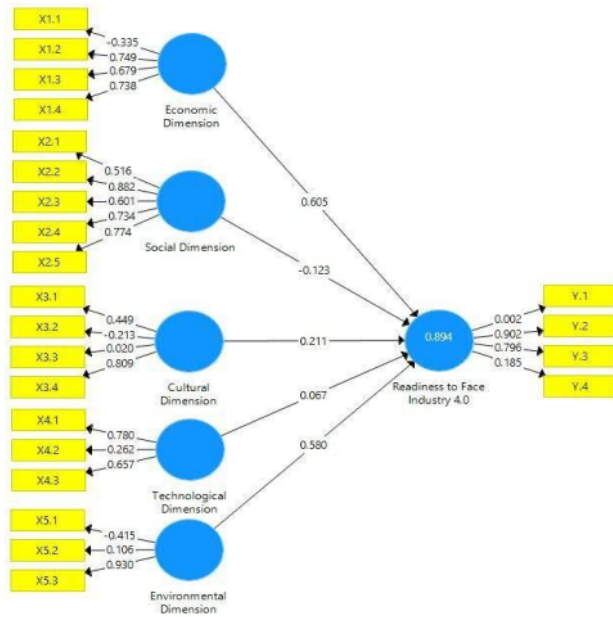 X1.1
-0.335
X1.2
0.749
X1.3
0.679
X1.4
0.738
Economic
Dimension
X2.1
0.516
X2.2
0.882
X2.3
0.601
X2.4
0.734
X2.5
0.774
Social Dimension
0.605
-0.123
X3.1
0.449
X3.2
-0.213
X3.3
0.020
X3.4
0.809
Cultural
Dimension
0.211
X4.1
0.780
X4.2
0.262
X4.3
0.657
Technological
Dimension
0.067
X5.1
-0.415
X5.2
0.106
X5.3
0.930
Environmental
Dimension
0.580
0.894
Readiness to Face
Industry 4.0
Y.1
0.002
Y.2
0.902
Y.3
0.796
Y.4
0.185